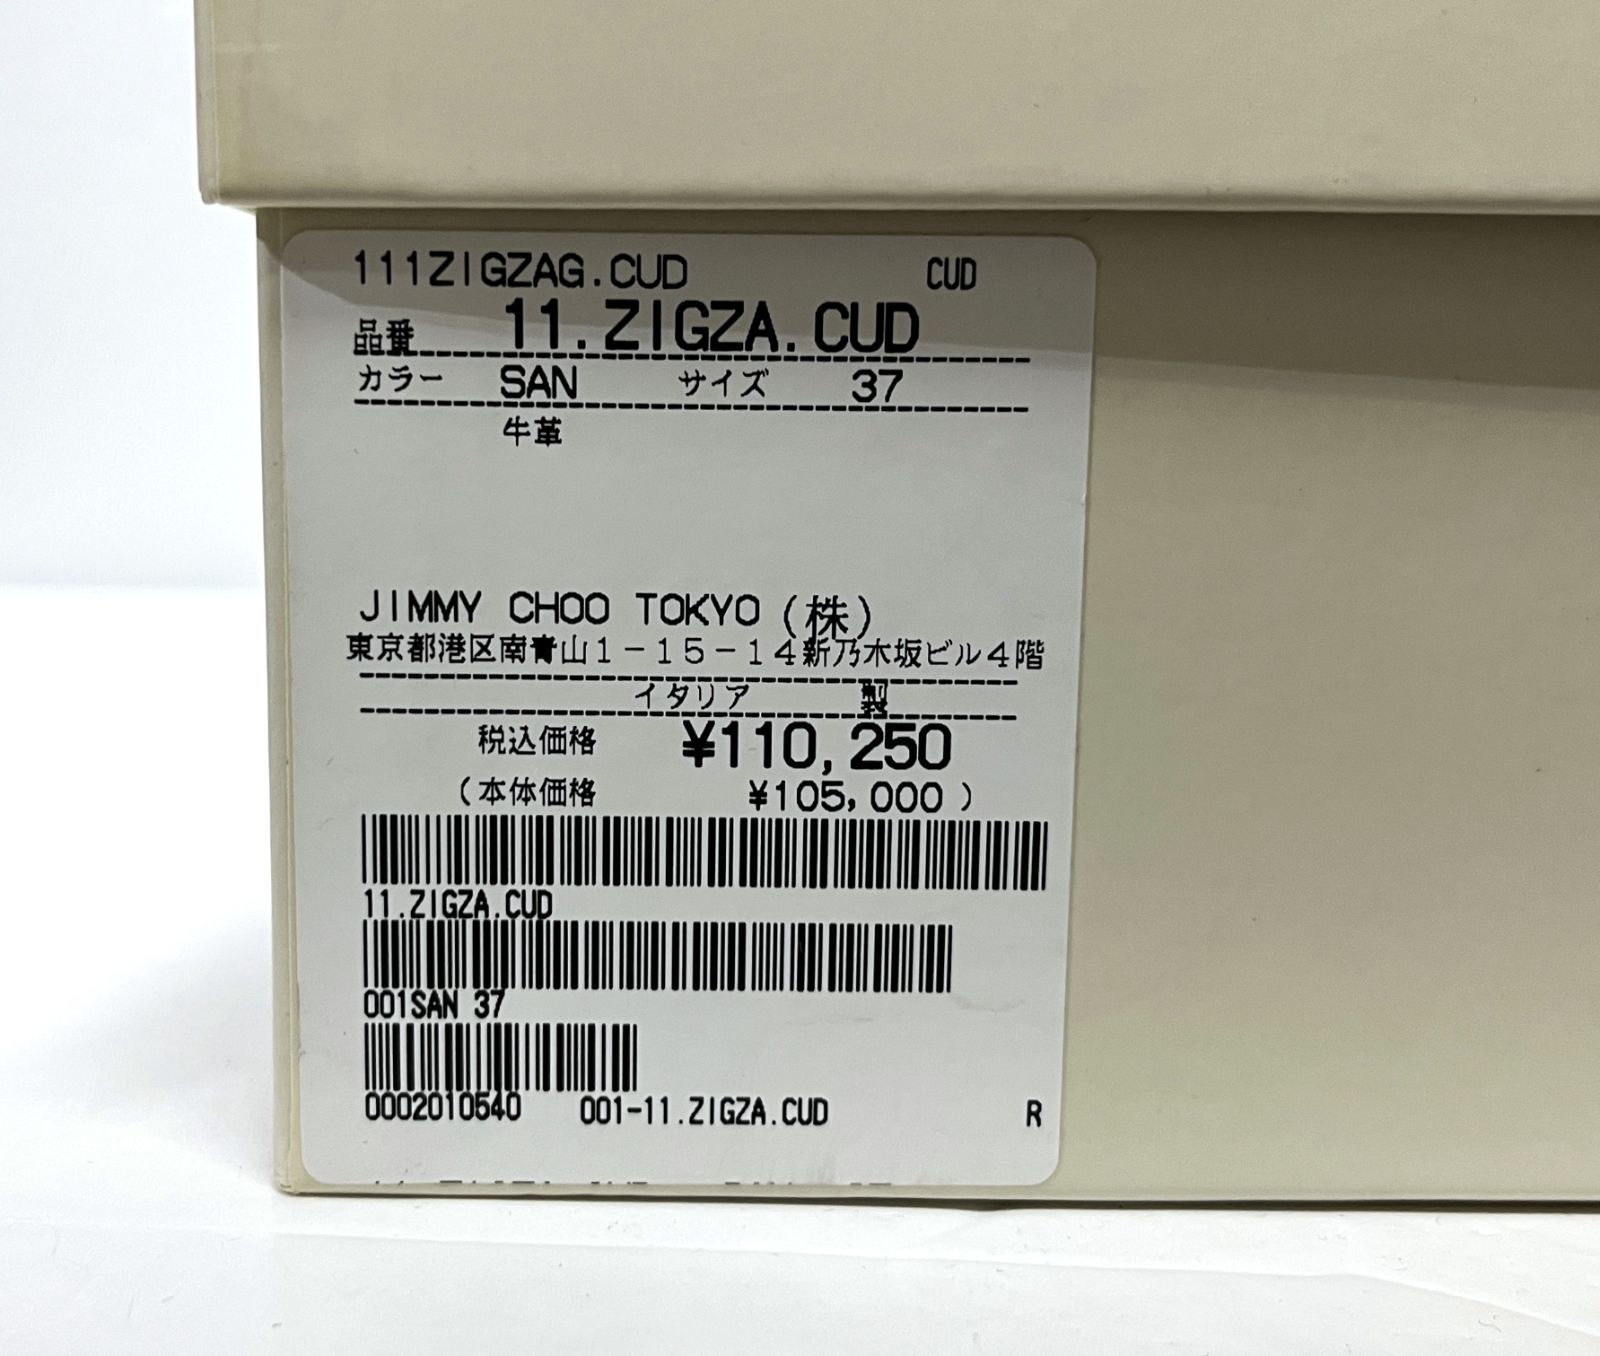 111ZIGZAG.CUD CUD
品番 11.ZIGZA.CUD
カラー SAN サイズ 37
牛革
JIMMY CHOO TOKYO (株)
東京都港区南青山1-15-14新乃木坂ビル4階
イタリア 製
税込価格 ¥110,250
(本体価格 ¥105,000)
11.ZIGZA.CUD
001SAN 37
0002010540 001-11.ZIGZA.CUD R